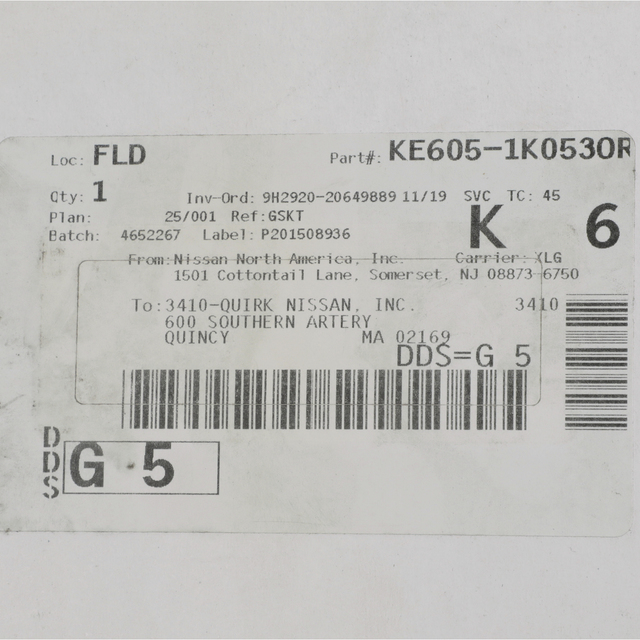 Loc: FLD Part#: KE605-1K053OR
Qty: 1 Inv-Ord: 9H2920-20649889 11/19 SVC TC: 45
Plan: 25/001 Ref:GSKT K 6
Batch: 4652267 Label: P201508936
From:Nissan North America, Inc. Carrier: XLG
1501 Cottontail Lane, Somerset, NJ 08873-6750
To:3410-QUIRK NISSAN, INC. 3410
600 SOUTHERN ARTERY
QUINCY MA 02169
DDS=G 5
DDS G 5